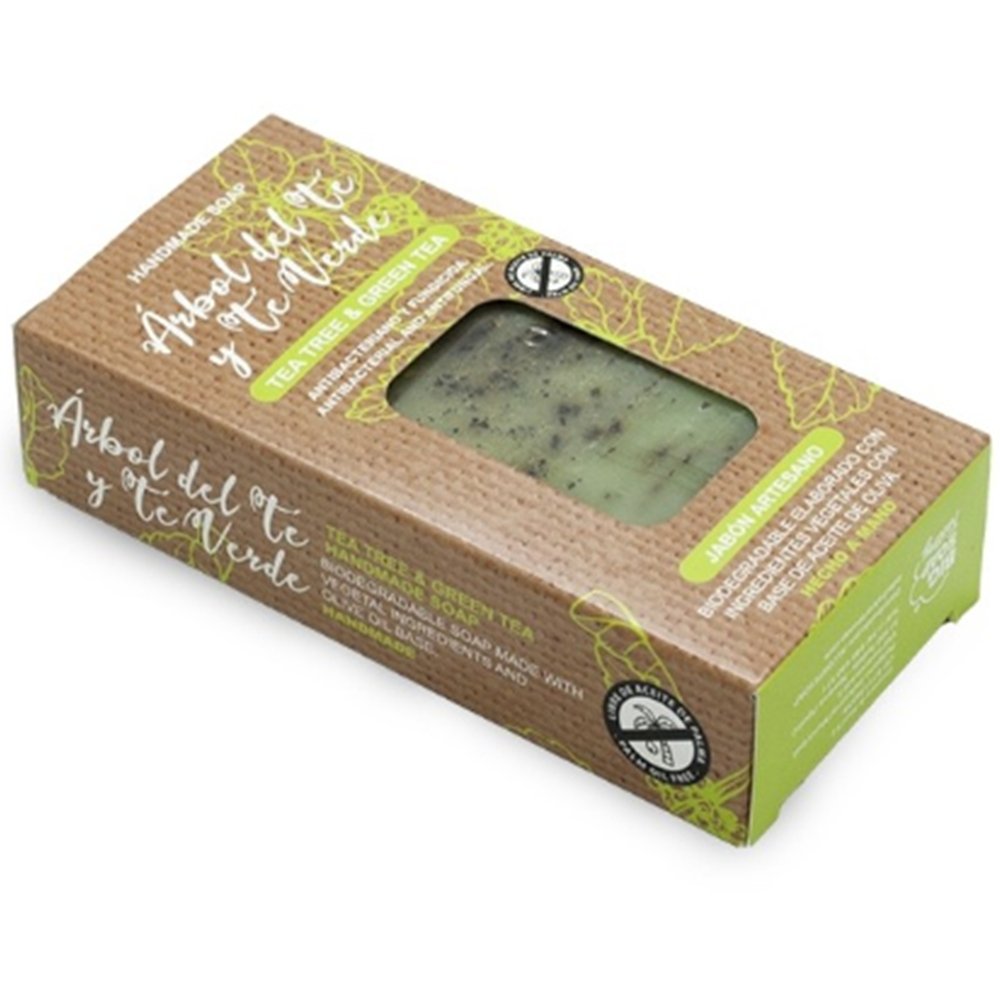 HANDMADE SOAP
Árbol del Té
y Té Verde
TEA TREE & GREEN TEA
ANTIBACTERIANO Y FUNGICIDA
ANTIBACTERIAL AND ANTIFUNGAL
JABON ARTESANO
BIODEGRADABLE ELABORADO CON
INGREDIENTES VEGETALES CON
BASE DE ACEITE DE OLIVA
HECHO A MANO
Árbol del Té
y Té Verde
TEA TREE & GREEN TEA
HANDMADE SOAP
BIODEGRADABLE SOAP MADE WITH
VEGETAL INGREDIENTS AND
OLIVE OIL BASE.
HANDMADE
LIBRE DE ACEITE DE PALMA
PALM OIL FREE